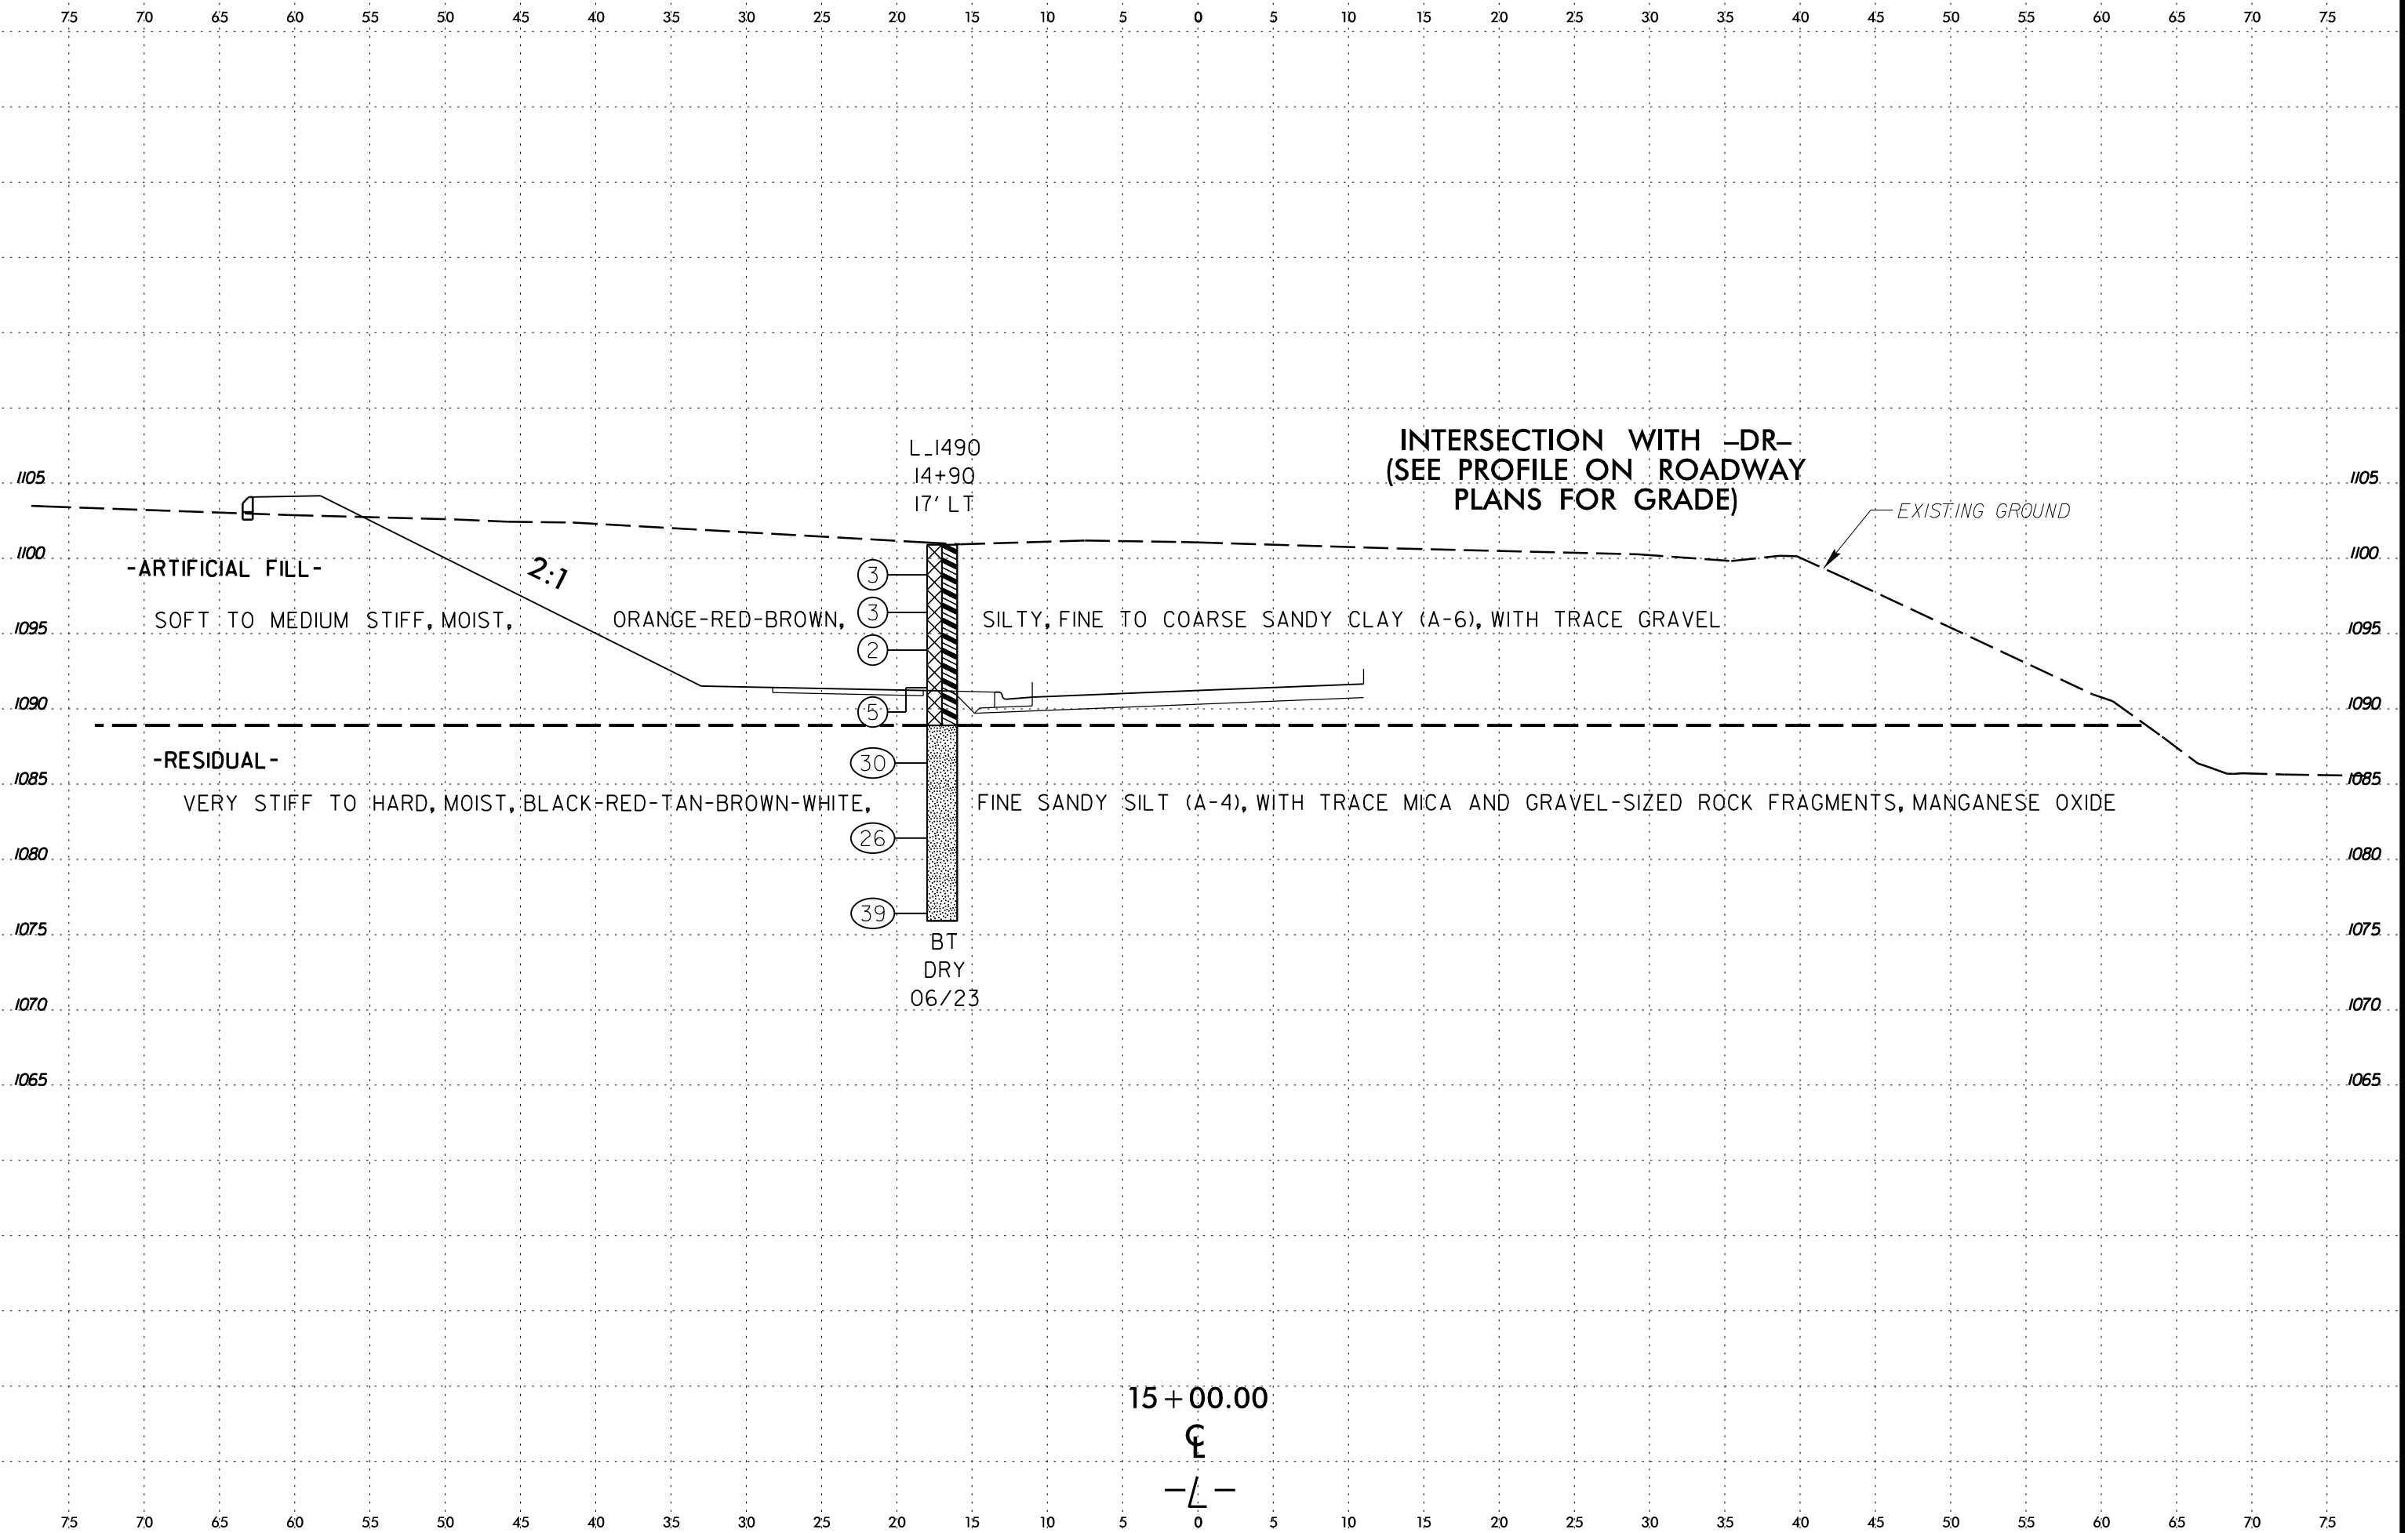 75 70 65 60 55 50 45 40 35 30 25 20 15 10 5 0 5 10 15 20 25 30 35 40 45 50 55 60 65 70 75
INTERSECTION WITH -DR-
(SEE PROFILE ON ROADWAY
PLANS FOR GRADE)
L_1490
14+90
17' LT
1105 1105
EXISTING GROUND
1100 1100
-ARTIFICIAL FILL-
2:1
3
SOFT TO MEDIUM STIFF, MOIST, ORANGE-RED-BROWN, SILTY, FINE TO COARSE SANDY CLAY (A-6), WITH TRACE GRAVEL
3
1095 1095
2
1090 1090
5
-RESIDUAL-
30
1085 1085
VERY STIFF TO HARD, MOIST, BLACK-RED-TAN-BROWN-WHITE, FINE SANDY SILT (A-4), WITH TRACE MICA AND GRAVEL-SIZED ROCK FRAGMENTS, MANGANESE OXIDE
26
1080 1080
39
1075 1075
BT
DRY
06/23
1070 1070
1065 1065
15+00.00
℄
-L-
75 70 65 60 55 50 45 40 35 30 25 20 15 10 5 0 5 10 15 20 25 30 35 40 45 50 55 60 65 70 75